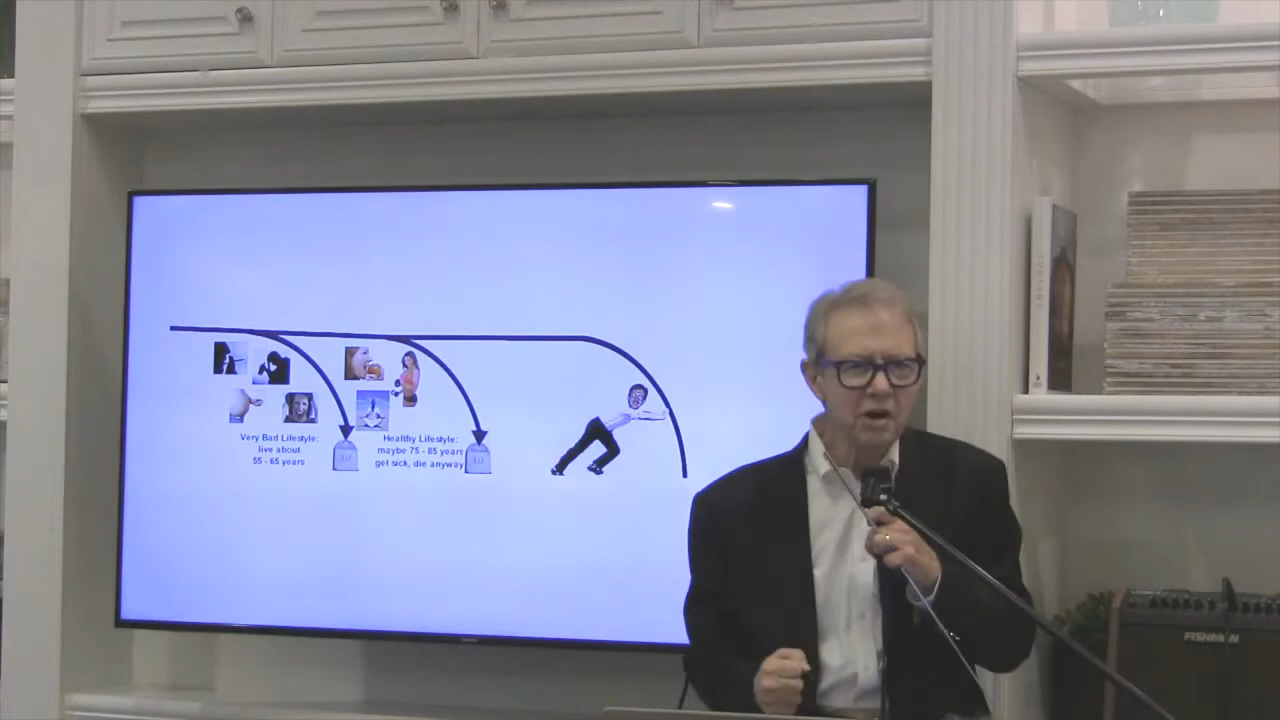 Very Bad Lifestyle:
live about
55 - 65 years
Healthy Lifestyle:
maybe 75 - 85 years
get sick, die anyway
FISHMAN